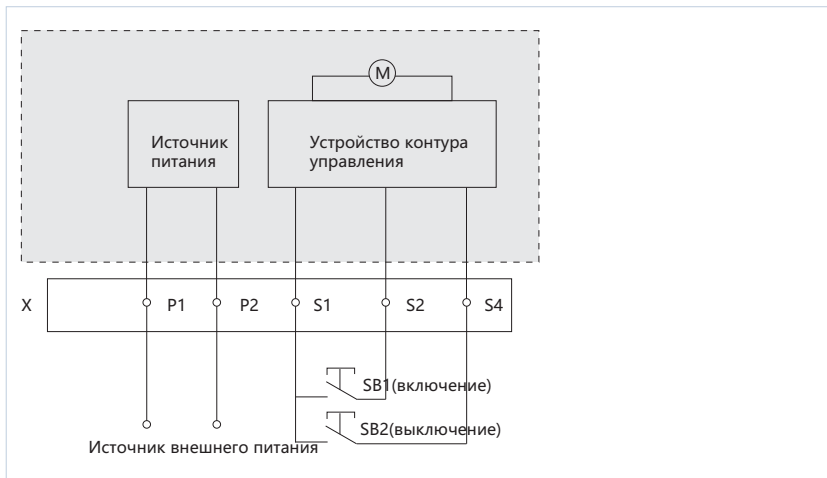 M
Источник
питания
Устройство контура
управления
X P1 P2 S1 S2 S4
SB1(включение)
SB2(выключение)
Источник внешнего питания